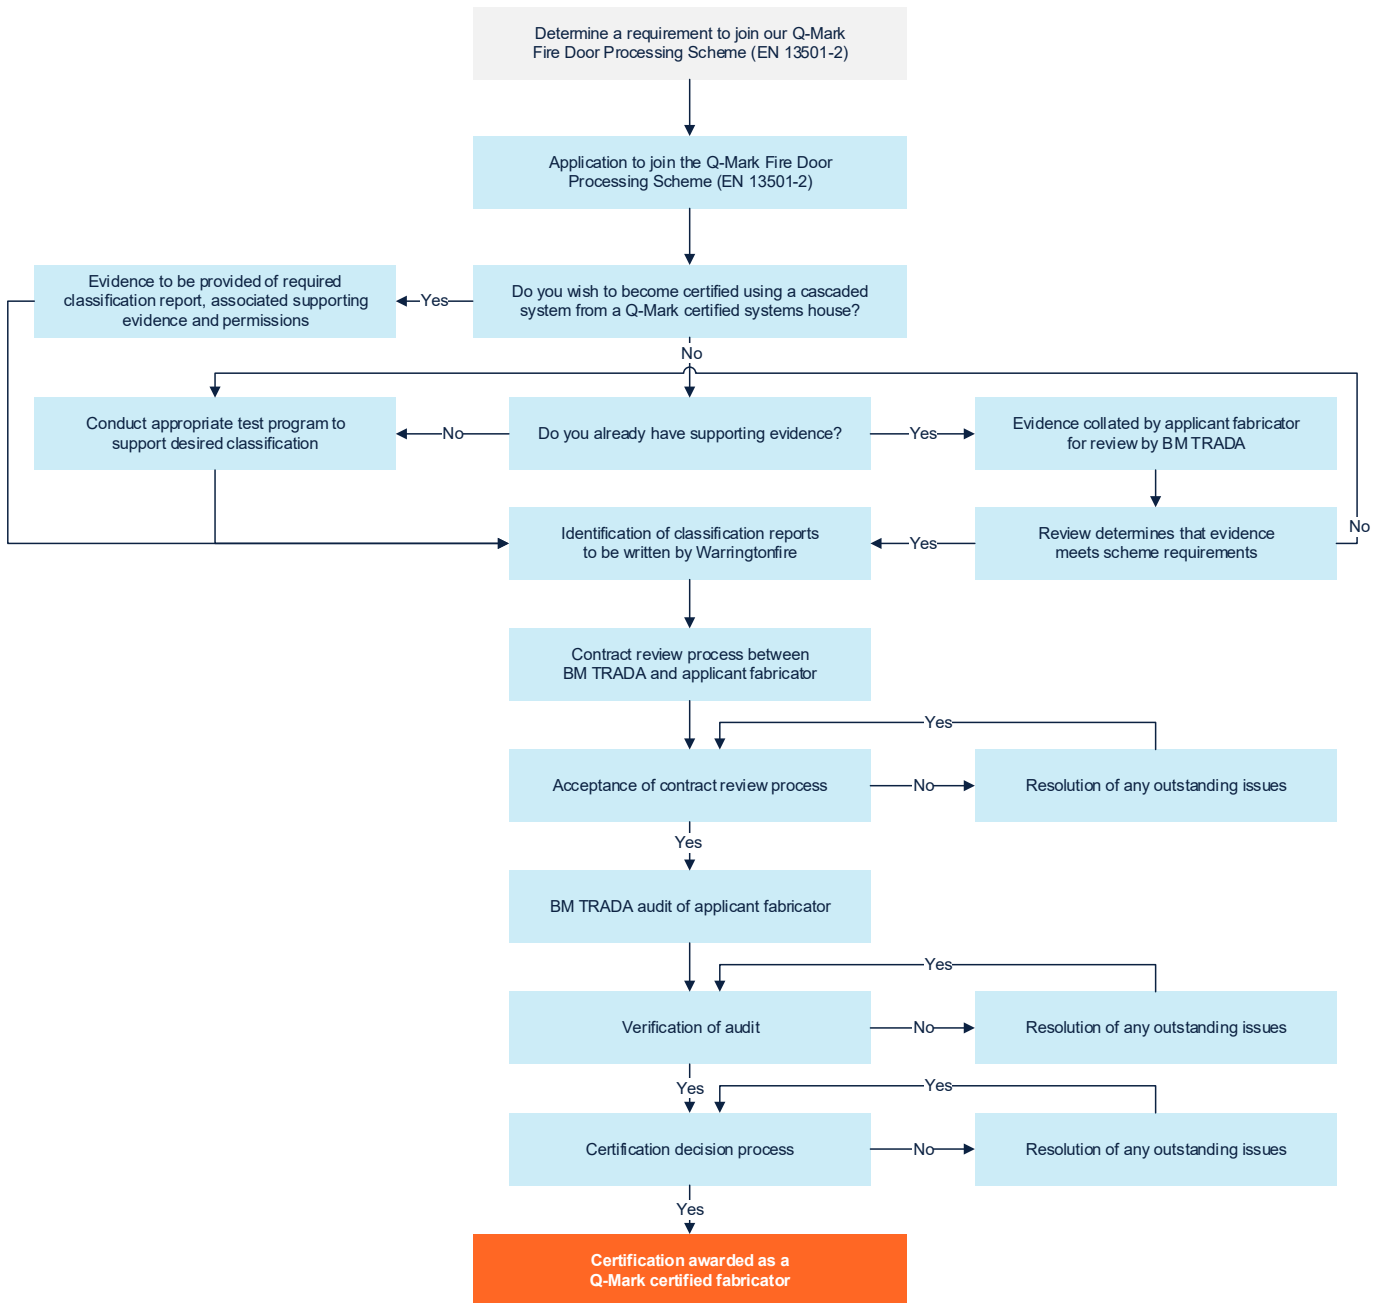 Determine a requirement to join our Q-Mark
Fire Door Processing Scheme (EN 13501-2)
Application to join the Q-Mark Fire Door
Processing Scheme (EN 13501-2)
Evidence to be provided of required
classification report, associated supporting
evidence and permissions
Yes
Do you wish to become certified using a cascaded
system from a Q-Mark certified systems house?
No
Conduct appropriate test program to
support desired classification
No
Do you already have supporting evidence?
Yes
Evidence collated by applicant fabricator
for review by BM TRADA
Identification of classification reports
to be written by Warringtonfire
Yes
Review determines that evidence
meets scheme requirements
No
Contract review process between
BM TRADA and applicant fabricator
Yes
Acceptance of contract review process
No
Resolution of any outstanding issues
Yes
BM TRADA audit of applicant fabricator
Yes
Verification of audit
No
Resolution of any outstanding issues
Yes
Yes
Certification decision process
No
Resolution of any outstanding issues
Yes
Certification awarded as a
Q-Mark certified fabricator